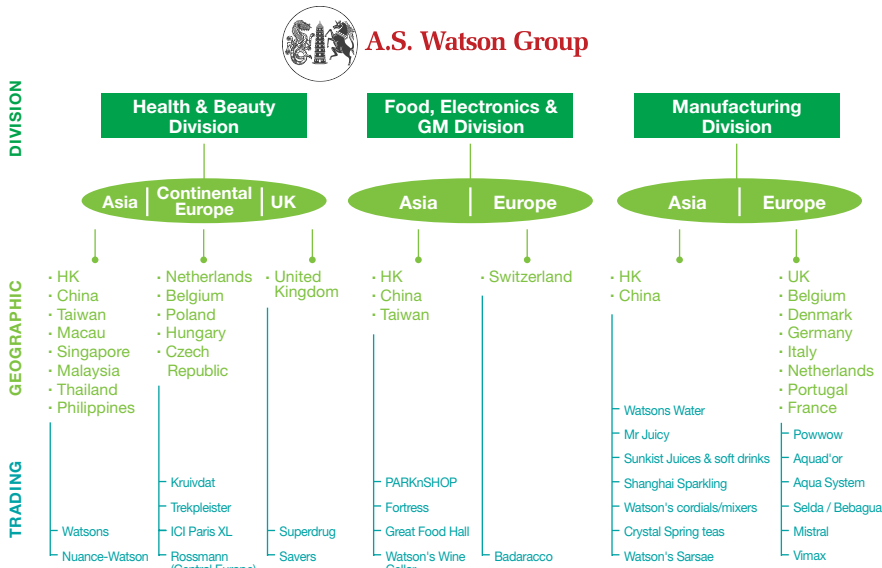 A.S. Watson Group
DIVISION
Health & Beauty
Division
Food, Electronics &
GM Division
Manufacturing
Division
Asia
Continental
Europe
UK
Asia
Europe
Asia
Europe
GEOGRAPHIC
· HK
· China
· Taiwan
· Macau
· Singapore
· Malaysia
· Thailand
· Philippines
· Netherlands
· Belgium
· Poland
· Hungary
· Czech
Republic
· United
Kingdom
· HK
· China
· Taiwan
· Switzerland
· HK
· China
· UK
· Belgium
· Denmark
· Germany
· Italy
· Netherlands
· Portugal
· France
TRADING
Watsons
Nuance-Watson
Kruivdat
Trekpleister
ICI Paris XL
Rossmann
(Central Europe)
Superdrug
Savers
PARKnSHOP
Fortress
Great Food Hall
Watson's Wine
Cellar
Badaracco
Watsons Water
Mr Juicy
Sunkist Juices & soft drinks
Shanghai Sparkling
Watson's cordials/mixers
Crystal Spring teas
Watson's Sarsae
Powwow
Aquad'or
Aqua System
Selda / Bebagua
Mistral
Vimax